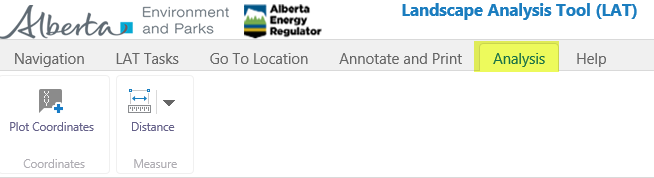 Alberta Environment and Parks
Alberta Energy Regulator
Landscape Analysis Tool (LAT)
Navigation LAT Tasks Go To Location Annotate and Print Analysis Help
X Y
Plot Coordinates Distance
Coordinates Measure